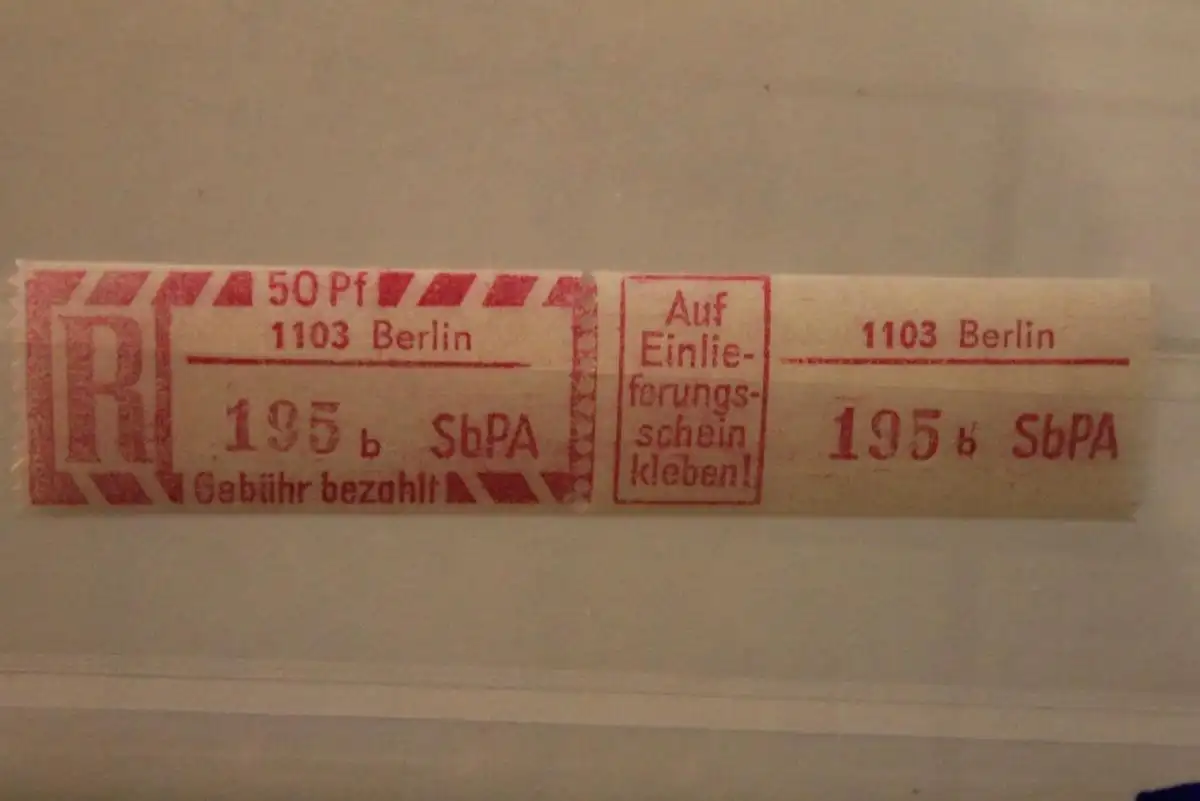 50 Pf
R
1103 Berlin
195 b SbPA
Gebühr bezahlt
Auf
Einlie-
ferungs-
schein
kleben!
1103 Berlin
195 b SbPA